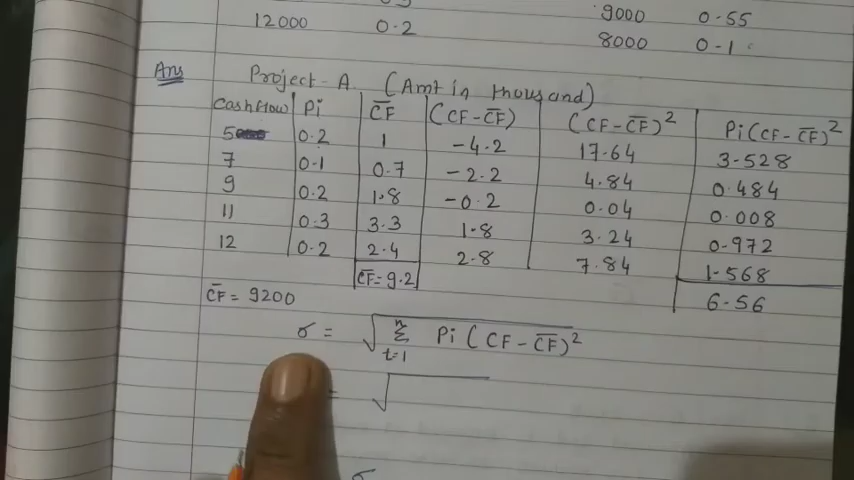 9000 0.55
12000 0.2
8000 0.1
Ans Project-A (Amt in thousand)
Cashflow Pi C̅F̅ (CF-C̅F̅) (CF-C̅F̅)² Pi(CF-C̅F̅)²
5 0.2 1 -4.2 17.64 3.528
7 0.1 0.7 -2.2 4.84 0.484
9 0.2 1.8 -0.2 0.04 0.008
11 0.3 3.3 1.8 3.24 0.972
12 0.2 2.4 2.8 7.84 1.568
C̅F̅=9.2 6.56
C̅F̅ = 9200
σ = √ n Σ t=1 Pi (CF-C̅F̅)²
= √
σ